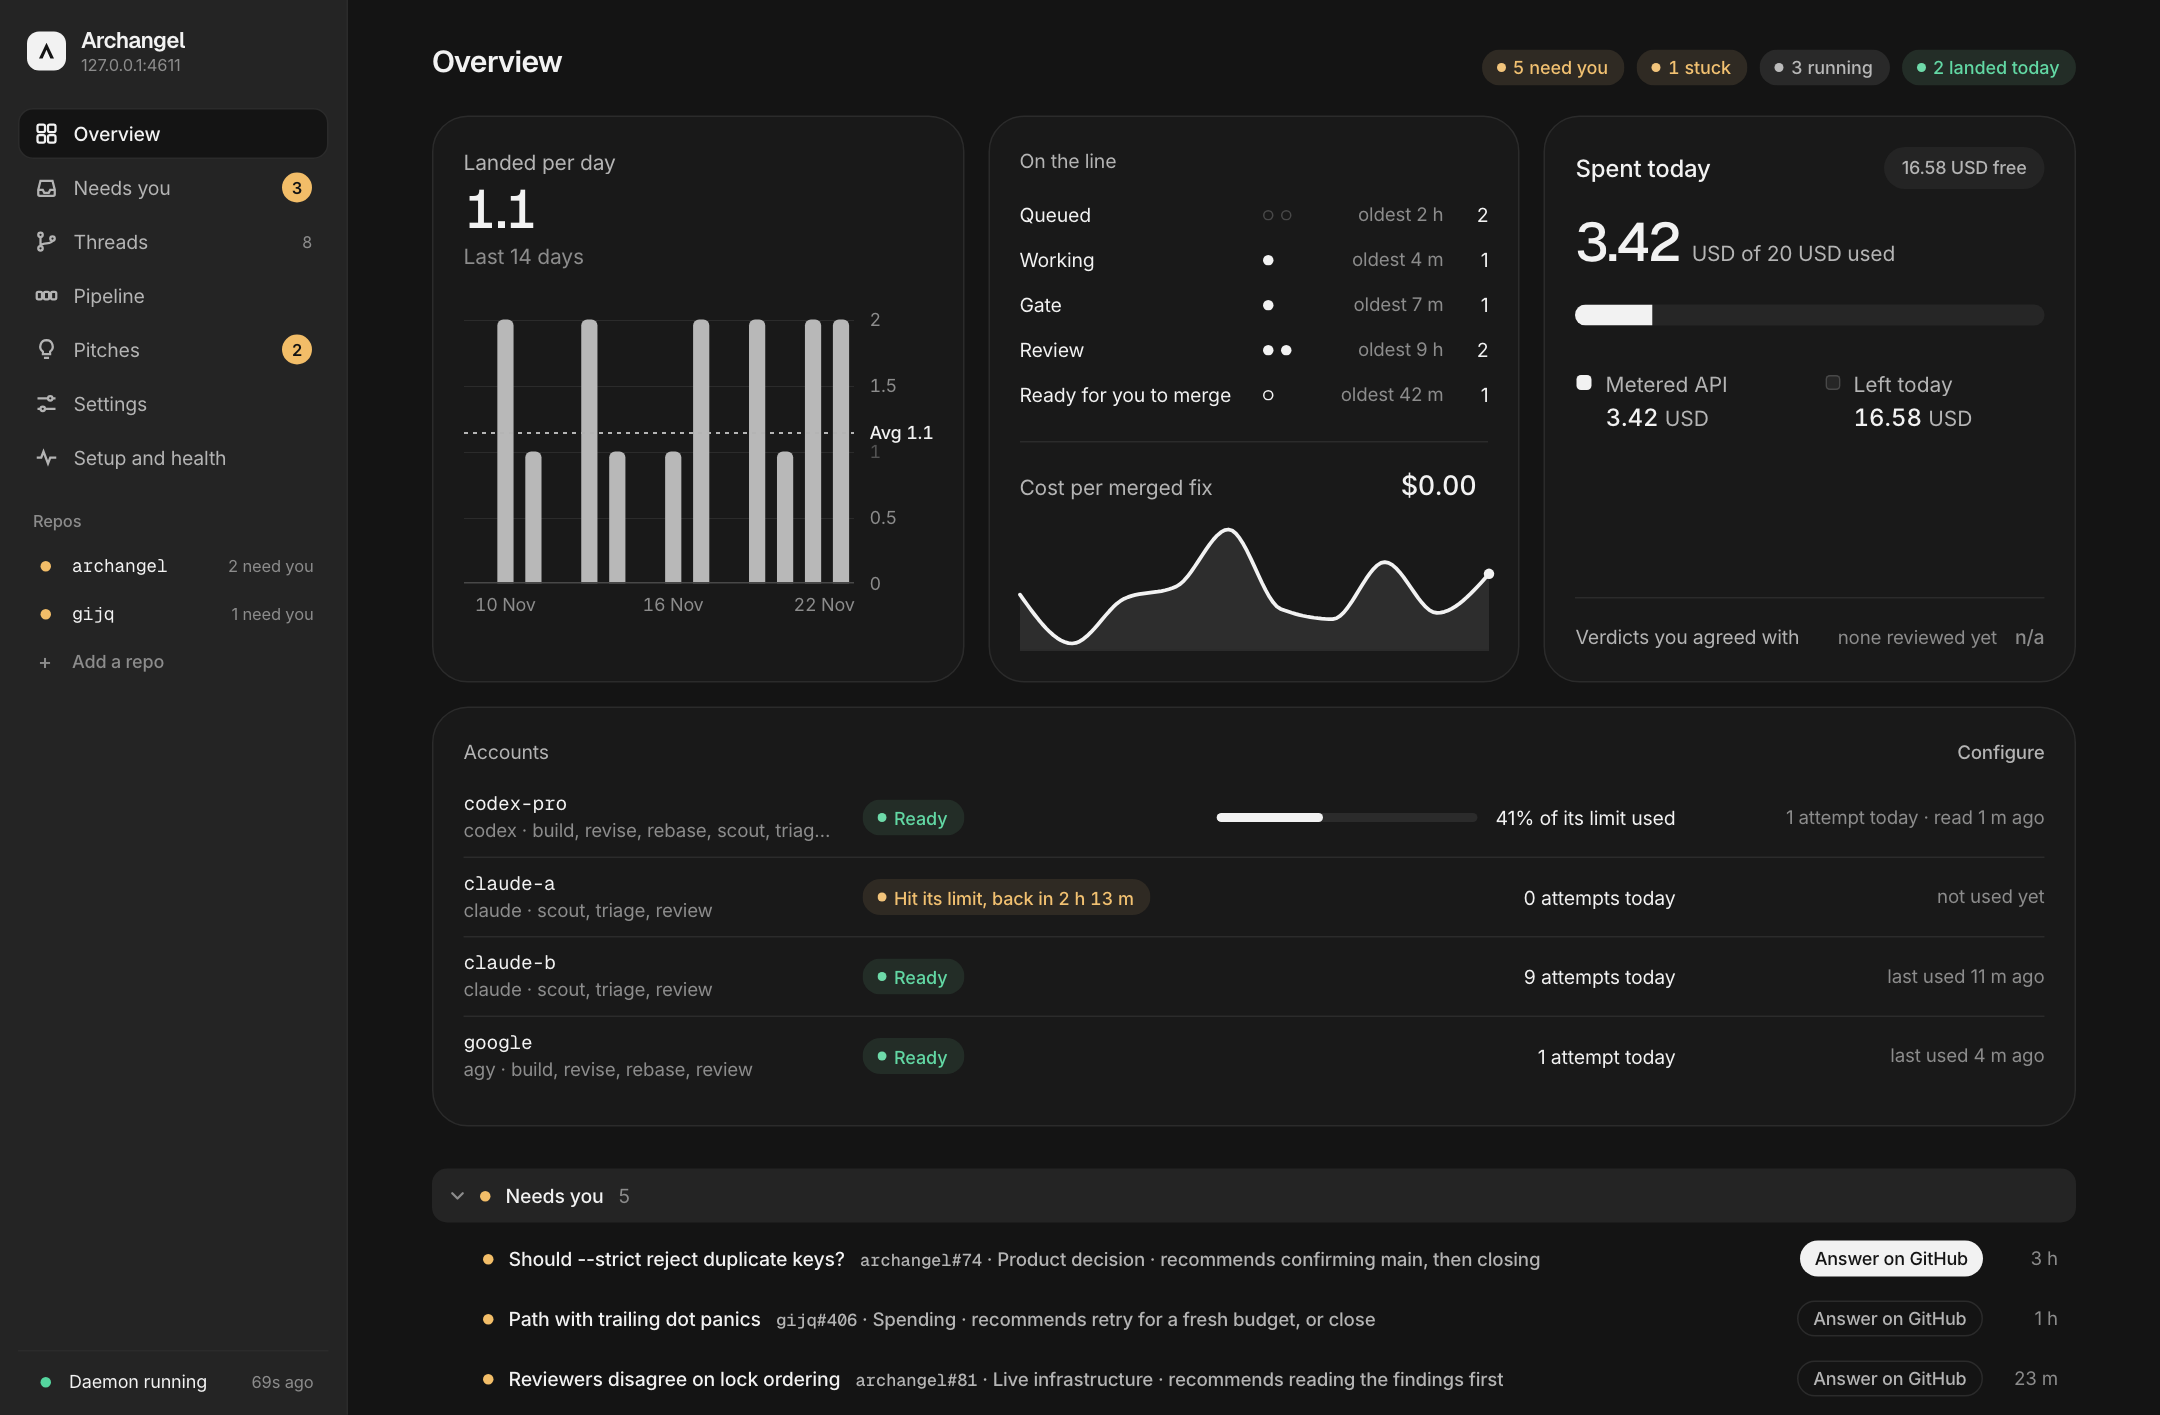 Archangel
127.0.0.1:4611
Overview
Needs you 3
Threads 8
Pipeline
Pitches 2
Settings
Setup and health
Repos
archangel 2 need you
gijq 1 need you
+ Add a repo
Daemon running 69s ago
Overview
5 need you 1 stuck 3 running 2 landed today
Landed per day
1.1
Last 14 days
2
1.5
Avg 1.1
1
0.5
0
10 Nov 16 Nov 22 Nov
On the line
Queued oldest 2 h 2
Working oldest 4 m 1
Gate oldest 7 m 1
Review oldest 9 h 2
Ready for you to merge oldest 42 m 1
Cost per merged fix $0.00
Spent today 16.58 USD free
3.42 USD of 20 USD used
Metered API Left today
3.42 USD 16.58 USD
Verdicts you agreed with none reviewed yet n/a
Accounts Configure
codex-pro
codex · build, revise, rebase, scout, triag...
Ready 41% of its limit used 1 attempt today · read 1 m ago
claude-a
claude · scout, triage, review
Hit its limit, back in 2 h 13 m 0 attempts today not used yet
claude-b
claude · scout, triage, review
Ready 9 attempts today last used 11 m ago
google
agy · build, revise, rebase, review
Ready 1 attempt today last used 4 m ago
Needs you 5
Should --strict reject duplicate keys? archangel#74 · Product decision · recommends confirming main, then closing Answer on GitHub 3 h
Path with trailing dot panics gijq#406 · Spending · recommends retry for a fresh budget, or close Answer on GitHub 1 h
Reviewers disagree on lock ordering archangel#81 · Live infrastructure · recommends reading the findings first Answer on GitHub 23 m